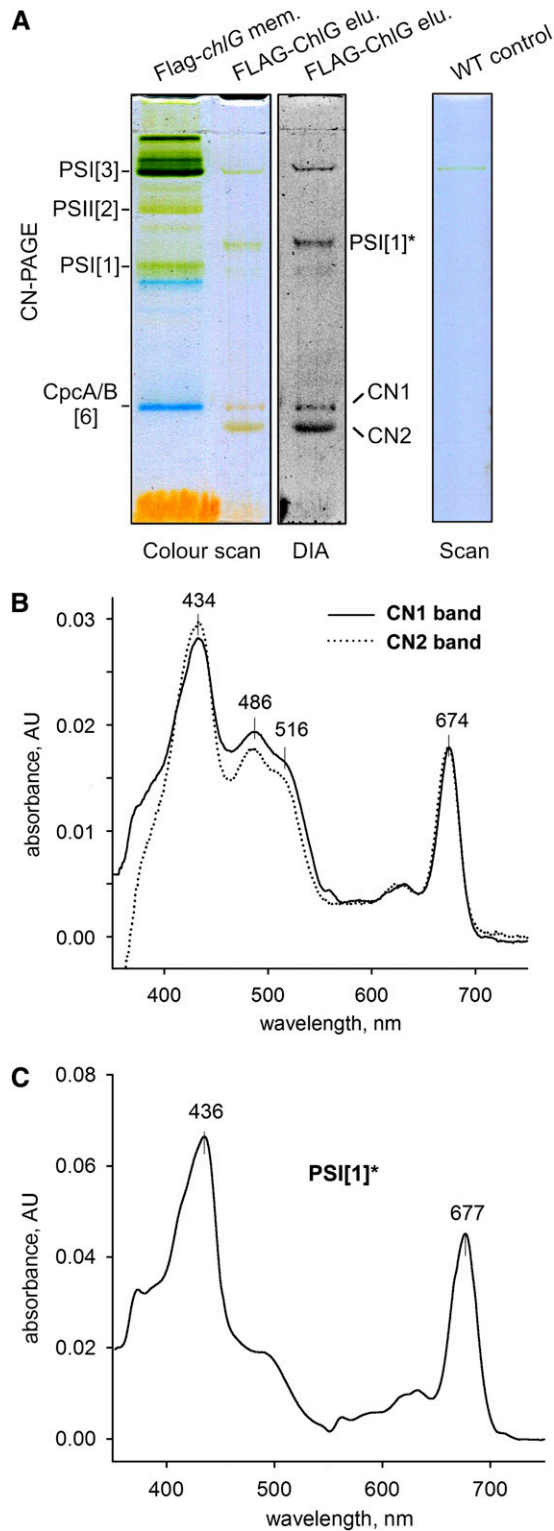 A
Flag-chlG mem.
FLAG-ChlG elu.
FLAG-ChlG elu.
WT control
CN-PAGE
PSI[3]
PSII[2]
PSI[1]
CpcA/B
[6]
PSI[1]*
CN1
CN2
Colour scan
DIA
Scan
B
absorbance, AU
0.03
0.02
0.01
0.00
434
486
516
674
CN1 band
CN2 band
400 500 600 700
wavelength, nm
C
absorbance, AU
0.08
0.06
0.04
0.02
0.00
436
677
PSI[1]*
400 500 600 700
wavelength, nm